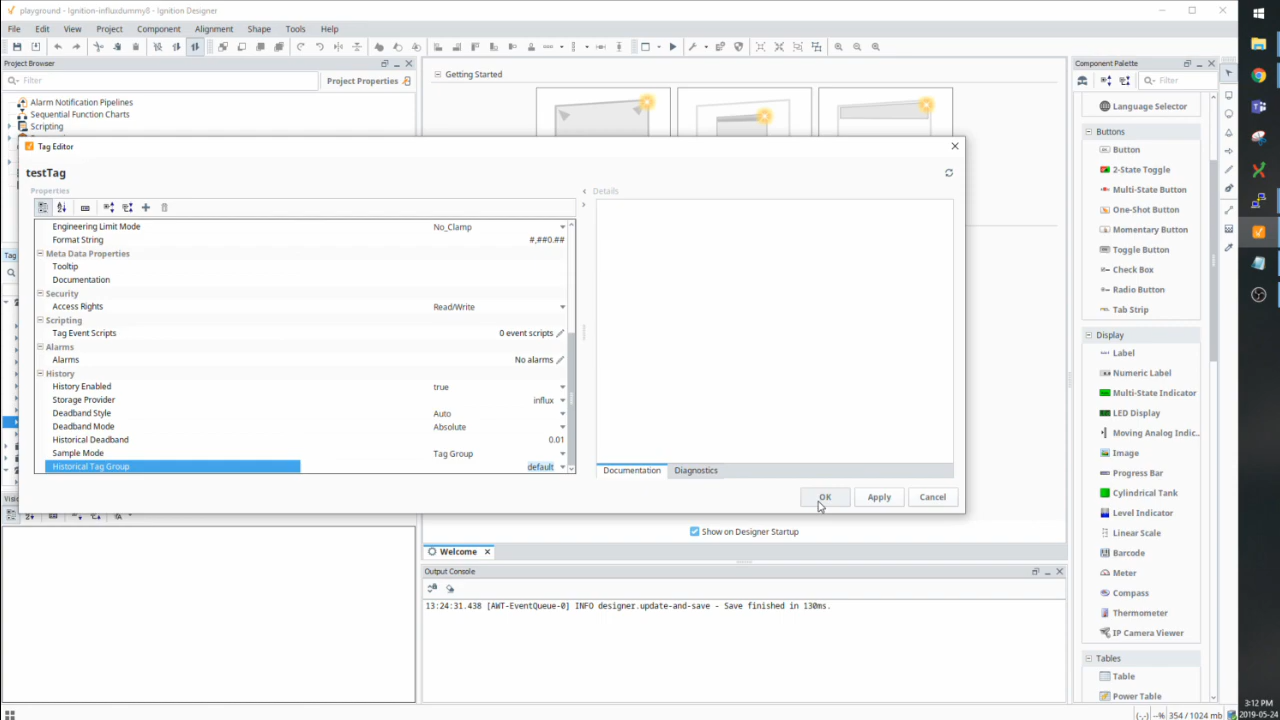 playground - Ignition-influxdummy8 - Ignition Designer
File Edit View Project Component Alignment Shape Tools Help
Project Browser
Filter
Project Properties
Alarm Notification Pipelines
Sequential Function Charts
Scripting
Getting Started
Tag Editor
testTag
Properties
Engineering Limit Mode No_Clamp
Format String #,##0.##
Meta Data Properties
Tooltip
Documentation
Security
Access Rights Read/Write
Scripting
Tag Event Scripts 0 event scripts
Alarms
Alarms No alarms
History
History Enabled true
Storage Provider influx
Deadband Style Auto
Deadband Mode Absolute
Historical Deadband 0.01
Sample Mode Tag Group
Historical Tag Group default
Details
Documentation Diagnostics
OK Apply Cancel
Tag
Show on Designer Startup
Welcome
Output Console
13:24:31.438 [AWT-EventQueue-0] INFO designer.update-and-save - Save finished in 130ms.
Component Palette
Filter
Language Selector
Buttons
Button
2-State Toggle
Multi-State Button
One-Shot Button
Momentary Button
Toggle Button
Check Box
Radio Button
Tab Strip
Display
Label
Numeric Label
Multi-State Indicator
LED Display
Moving Analog Indic...
Image
Progress Bar
Cylindrical Tank
Level Indicator
Linear Scale
Barcode
Meter
Compass
Thermometer
IP Camera Viewer
Tables
Table
Power Table
354 / 1024 mb
3:12 PM
2019-05-24